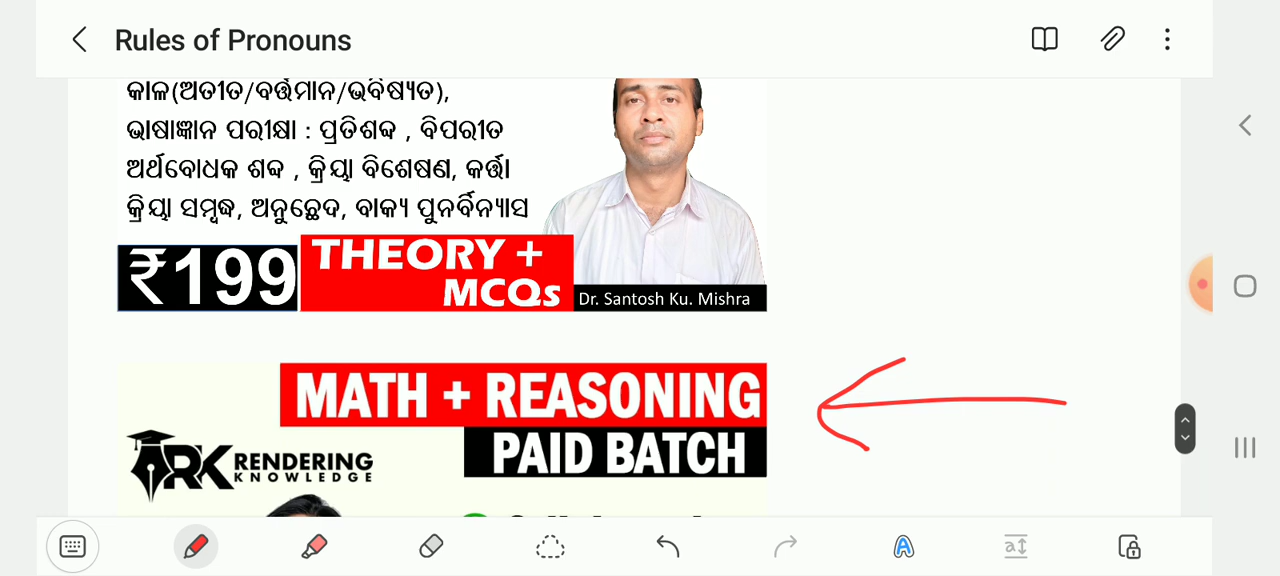 Rules of Pronouns
କାଳ(ଅତୀତ/ବର୍ତ୍ତମାନ/ଭବିଷ୍ୟତ),
ଭାଷାଜ୍ଞାନ ପରୀକ୍ଷା : ପ୍ରତିଶବ୍ଦ , ବିପରୀତ
ଅର୍ଥବୋଧକ ଶବ୍ଦ , କ୍ରିୟା ବିଶେଷଣ, କର୍ତ୍ତା
କ୍ରିୟା ସମ୍ବନ୍ଧ, ଅନୁଚ୍ଛେଦ, ବାକ୍ୟ ପୁନର୍ବିନ୍ୟାସ
₹199
THEORY +
MCQs
Dr. Santosh Ku. Mishra
MATH + REASONING
PAID BATCH
RK RENDERING
KNOWLEDGE